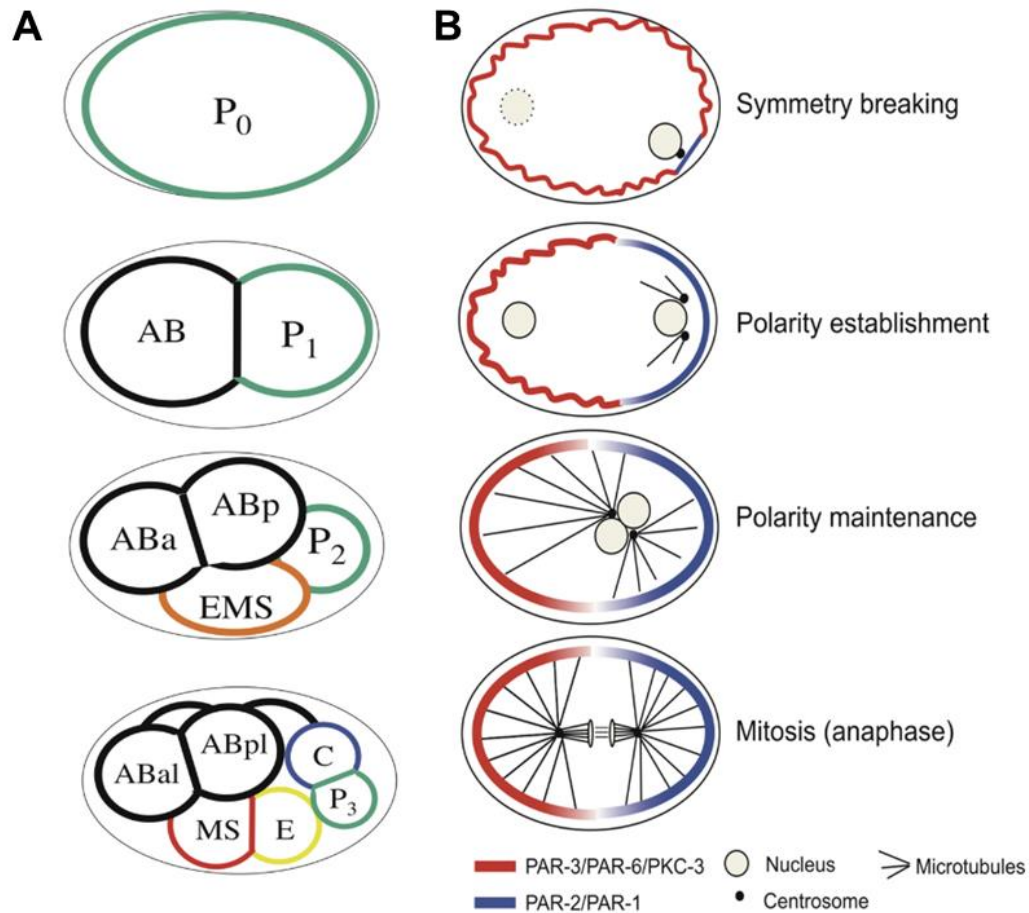 A
P0
AB
P1
ABa
ABp
P2
EMS
ABal
ABpl
C
P3
MS
E
B
Symmetry breaking
Polarity establishment
Polarity maintenance
Mitosis (anaphase)
PAR-3/PAR-6/PKC-3
Nucleus
Microtubules
PAR-2/PAR-1
Centrosome